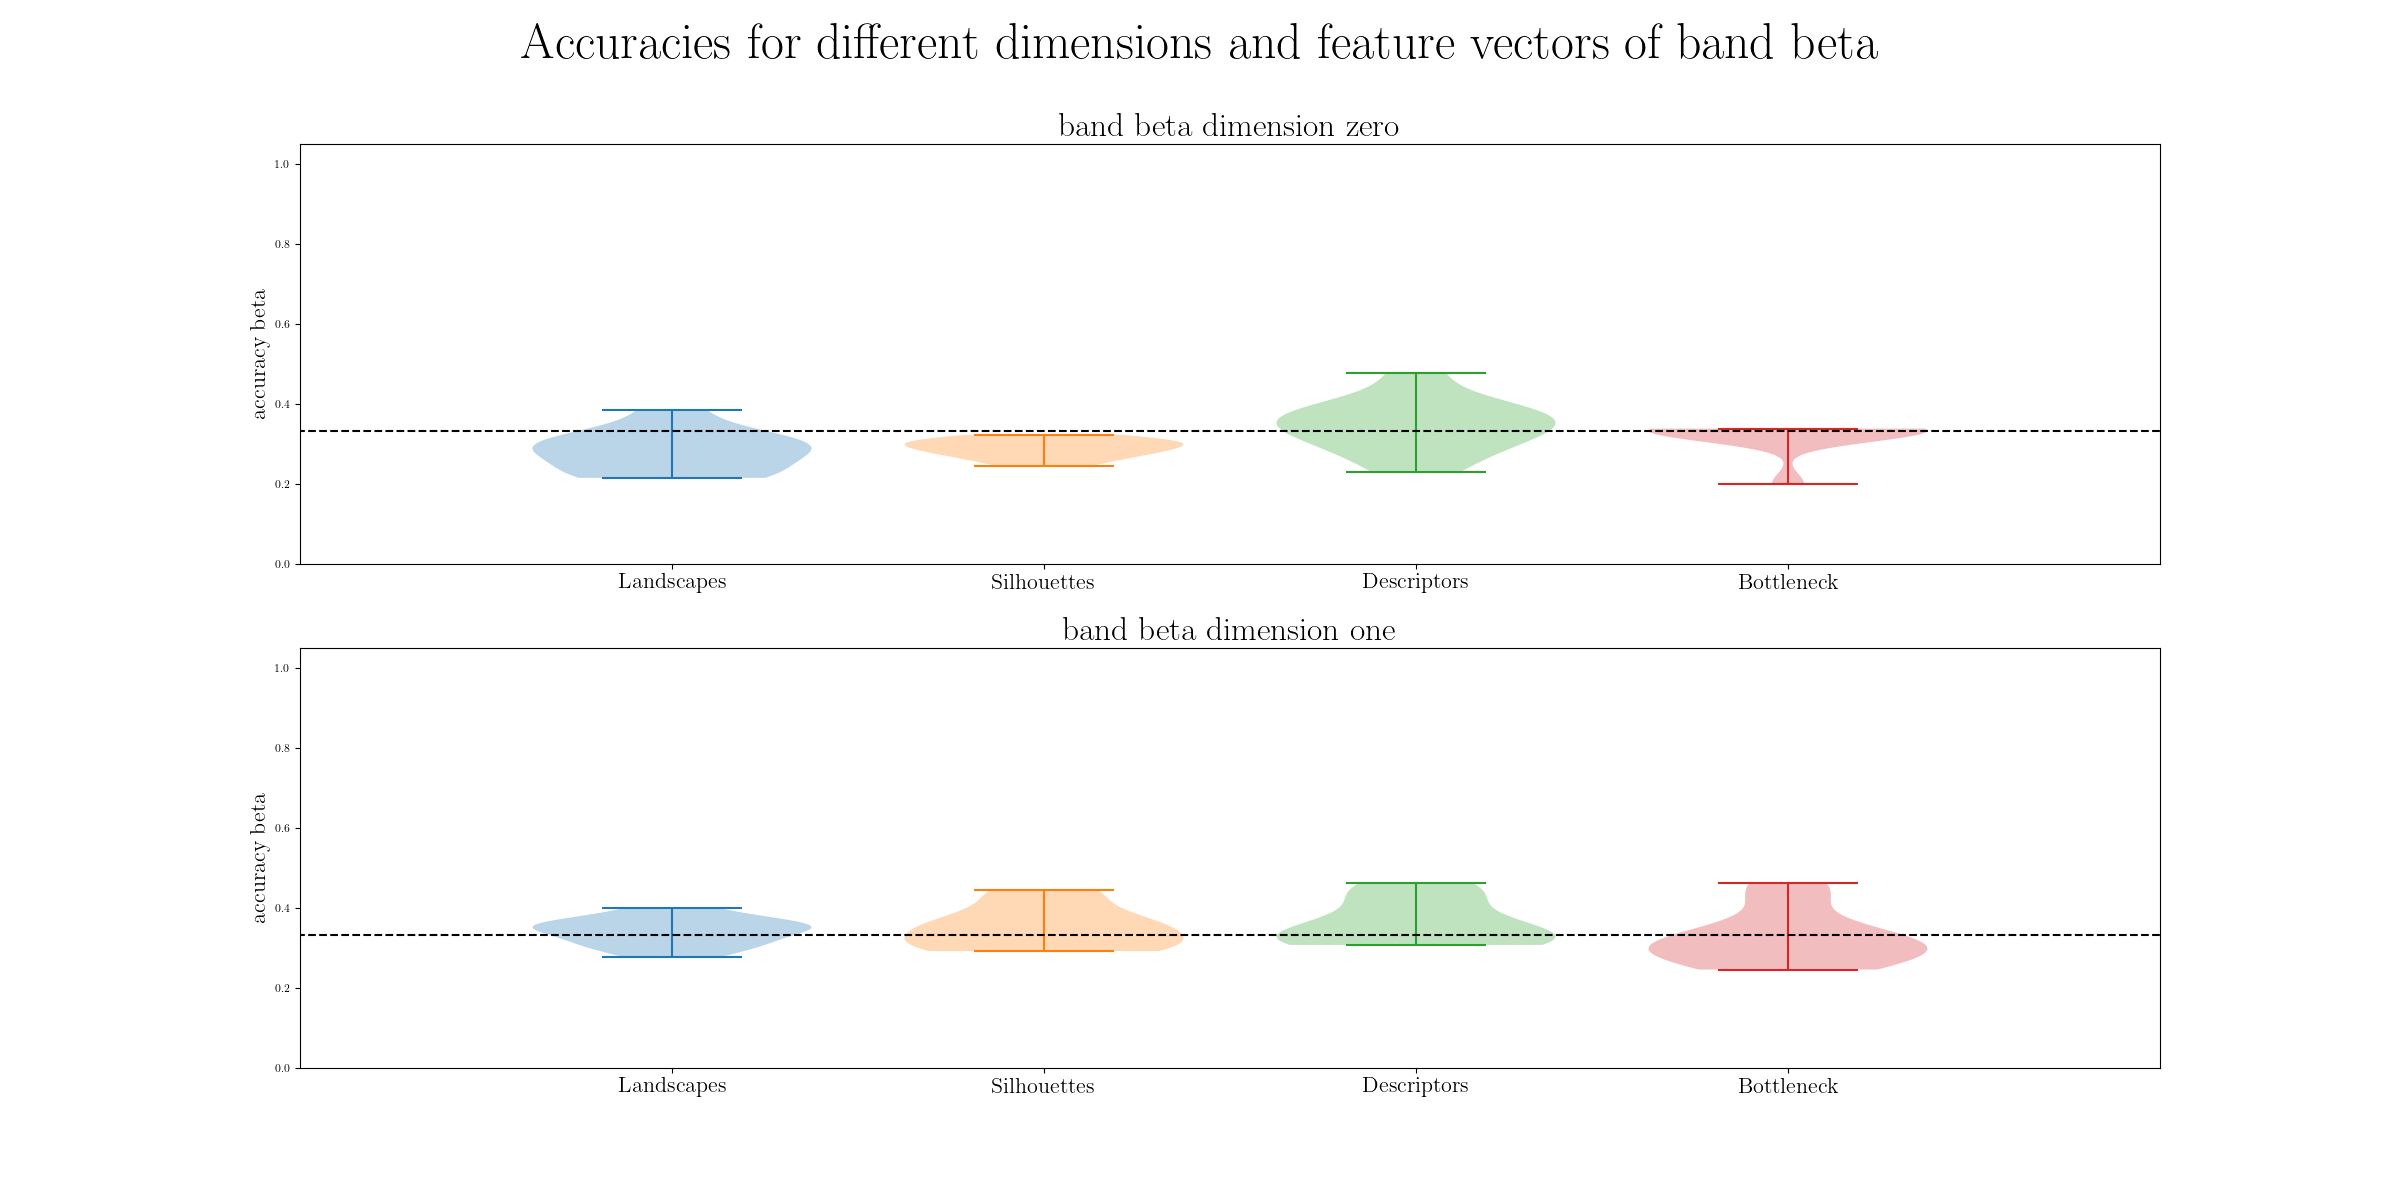 Accuracies for different dimensions and feature vectors of band beta
band beta dimension zero
1.0
0.8
0.6
0.4
0.2
0.0
accuracy beta
Landscapes Silhouettes Descriptors Bottleneck
band beta dimension one
1.0
0.8
0.6
0.4
0.2
0.0
accuracy beta
Landscapes Silhouettes Descriptors Bottleneck